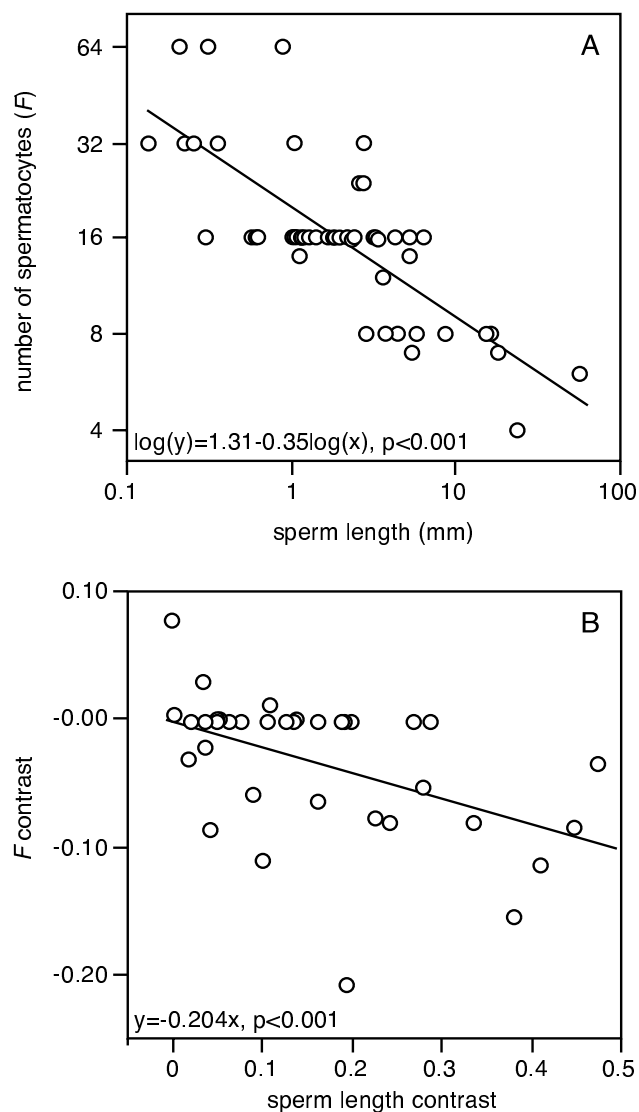 A
number of spermatocytes (F)
64
32
16
8
4
log(y)=1.31-0.35log(x), p<0.001
0.1
1
10
100
sperm length (mm)
B
F contrast
0.10
-0.00
-0.10
-0.20
y=-0.204x, p<0.001
0
0.1
0.2
0.3
0.4
0.5
sperm length contrast